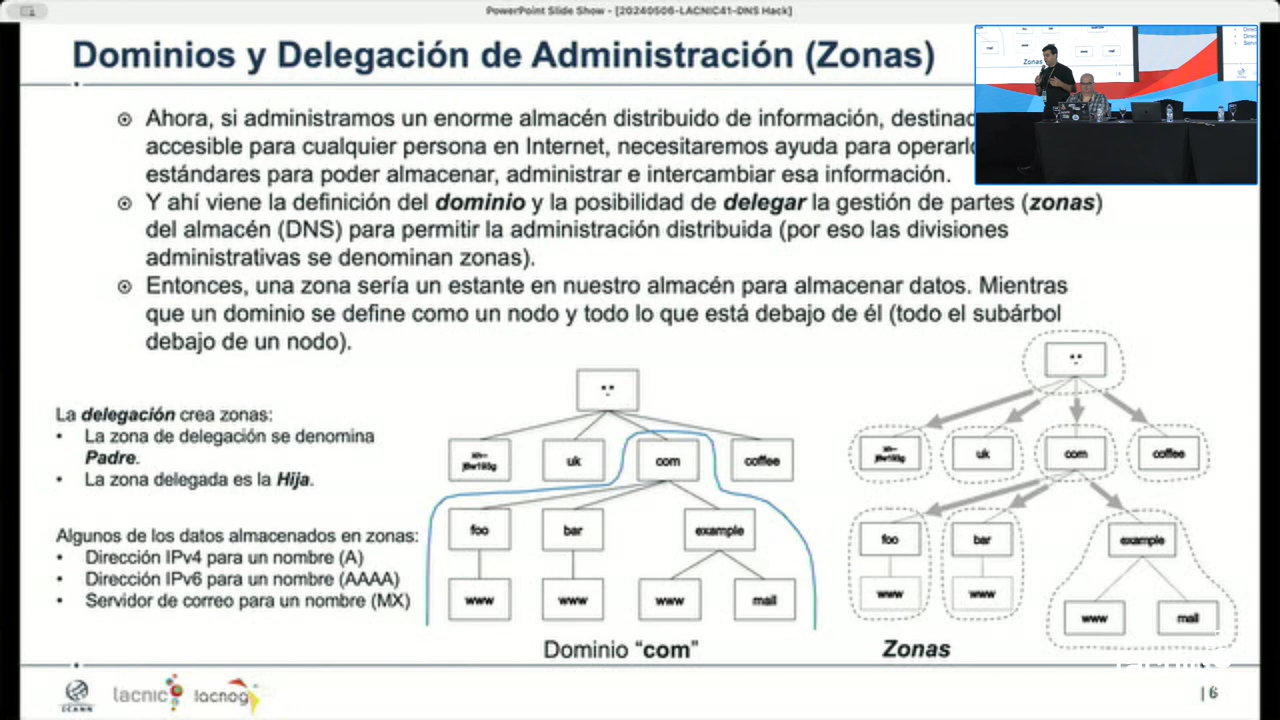 PowerPoint Slide Show - [20240506-LACNIC41-DNS Hack]
Dominios y Delegación de Administración (Zonas)
Ahora, si administramos un enorme almacén distribuido de información,
accesible para cualquier persona en Internet, necesitaremos ayuda para
estándares para poder almacenar, administrar e intercambiar esa información.
Y ahí viene la definición del dominio y la posibilidad de delegar la gestión de partes (zonas)
del almacén (DNS) para permitir la administración distribuida (por eso las divisiones
administrativas se denominan zonas).
Entonces, una zona sería un estante en nuestro almacén para almacenar datos. Mientras
que un dominio se define como un nodo y todo lo que está debajo de él (todo el subárbol
debajo de un nodo).
La delegación crea zonas:
• La zona de delegación se denomina
Padre.
• La zona delegada es la Hija.
Algunos de los datos almacenados en zonas:
• Dirección IPv4 para un nombre (A)
• Dirección IPv6 para un nombre (AAAA)
• Servidor de correo para un nombre (MX)
uk
com
coffee
foo
bar
example
www
www
www
mail
Dominio “com”
uk
com
coffee
foo
bar
example
www
www
www
mail
Zonas
Zonas
ICANN
lacnic
lacnog
| 6